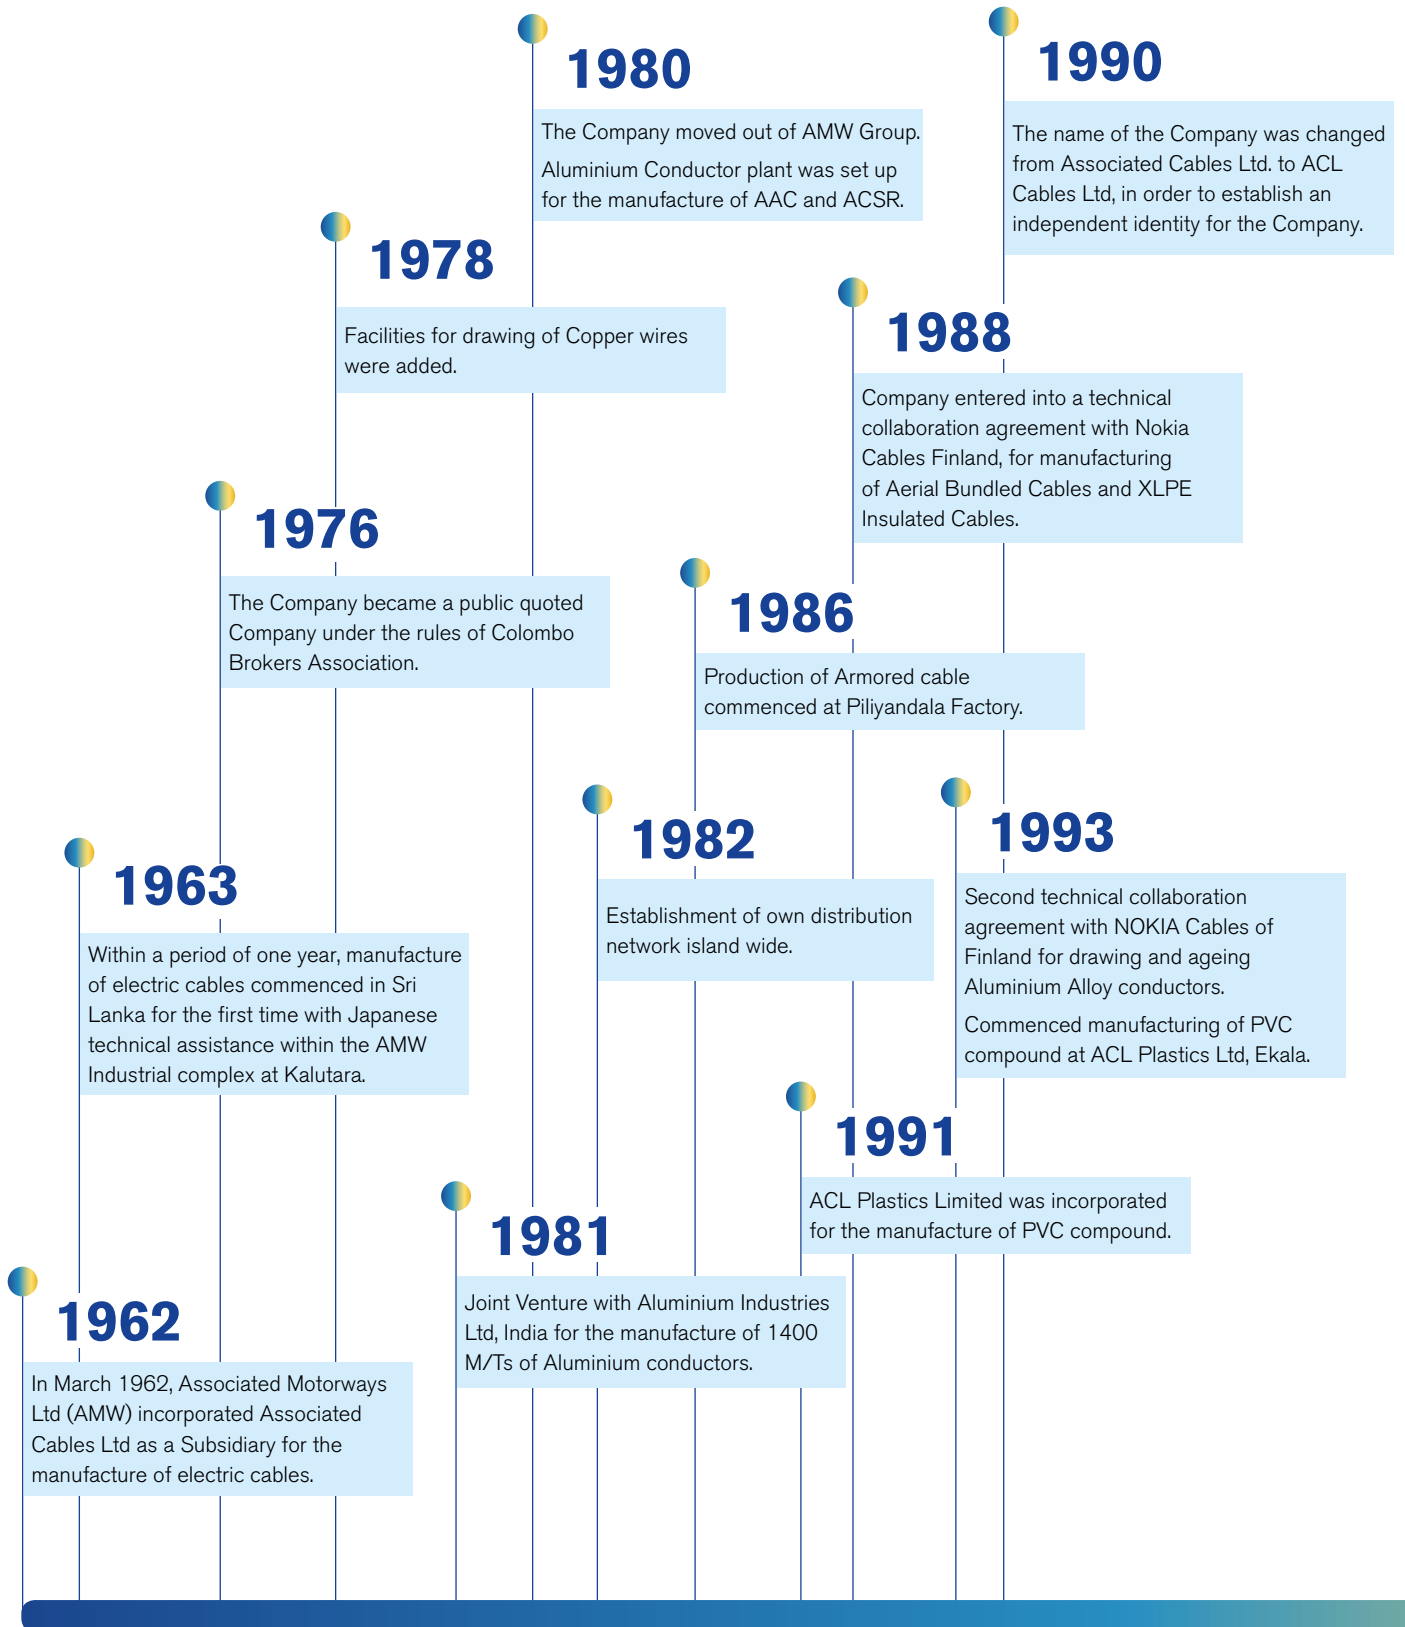 1962
In March 1962, Associated Motorways
Ltd (AMW) incorporated Associated
Cables Ltd as a Subsidiary for the
manufacture of electric cables.
1963
Within a period of one year, manufacture
of electric cables commenced in Sri
Lanka for the first time with Japanese
technical assistance within the AMW
Industrial complex at Kalutara.
1976
The Company became a public quoted
Company under the rules of Colombo
Brokers Association.
1978
Facilities for drawing of Copper wires
were added.
1980
The Company moved out of AMW Group.
Aluminium Conductor plant was set up
for the manufacture of AAC and ACSR.
1981
Joint Venture with Aluminium Industries
Ltd, India for the manufacture of 1400
M/Ts of Aluminium conductors.
1982
Establishment of own distribution
network island wide.
1986
Production of Armored cable
commenced at Piliyandala Factory.
1988
Company entered into a technical
collaboration agreement with Nokia
Cables Finland, for manufacturing
of Aerial Bundled Cables and XLPE
Insulated Cables.
1990
The name of the Company was changed
from Associated Cables Ltd. to ACL
Cables Ltd, in order to establish an
independent identity for the Company.
1991
ACL Plastics Limited was incorporated
for the manufacture of PVC compound.
1993
Second technical collaboration
agreement with NOKIA Cables of
Finland for drawing and ageing
Aluminium Alloy conductors.
Commenced manufacturing of PVC
compound at ACL Plastics Ltd, Ekala.